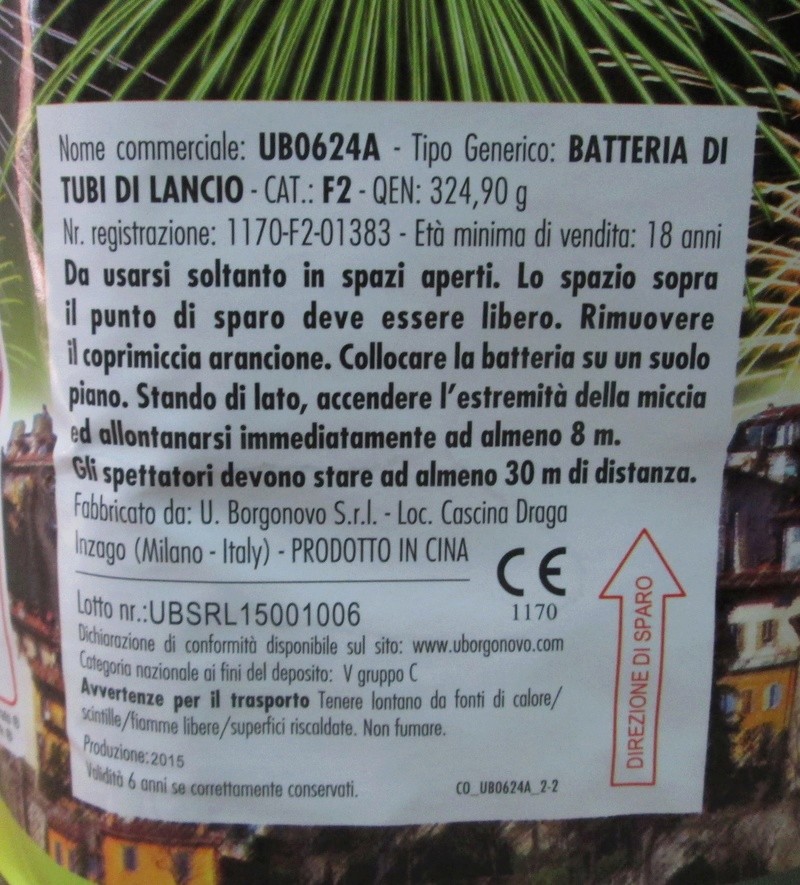 Nome commerciale: UB0624A - Tipo Generico: BATTERIA DI
TUBI DI LANCIO - CAT.: F2 - QEN: 324,90 g
Nr. registrazione: 1170-F2-01383 - Età minima di vendita: 18 anni
Da usarsi soltanto in spazi aperti. Lo spazio sopra
il punto di sparo deve essere libero. Rimuovere
il coprimiccia arancione. Collocare la batteria su un suolo
piano. Stando di lato, accendere l'estremità della miccia
ed allontanarsi immediatamente ad almeno 8 m.
Gli spettatori devono stare ad almeno 30 m di distanza.
Fabbricato da: U. Borgonovo S.r.l. - Loc. Cascina Draga
Inzago (Milano - Italy) - PRODOTTO IN CINA
CE
1170
Lotto nr.:UBSRL15001006
Dichiarazione di conformità disponibile sul sito: www.uborgonovo.com
Categoria nazionale ai fini del deposito: V gruppo C
Avvertenze per il trasporto Tenere lontano da fonti di calore/
scintille/fiamme libere/superfici riscaldate. Non fumare.
Produzione:2015
Validità 6 anni se correttamente conservati.
CO_UB0624A_2-2
DIREZIONE DI SPARO